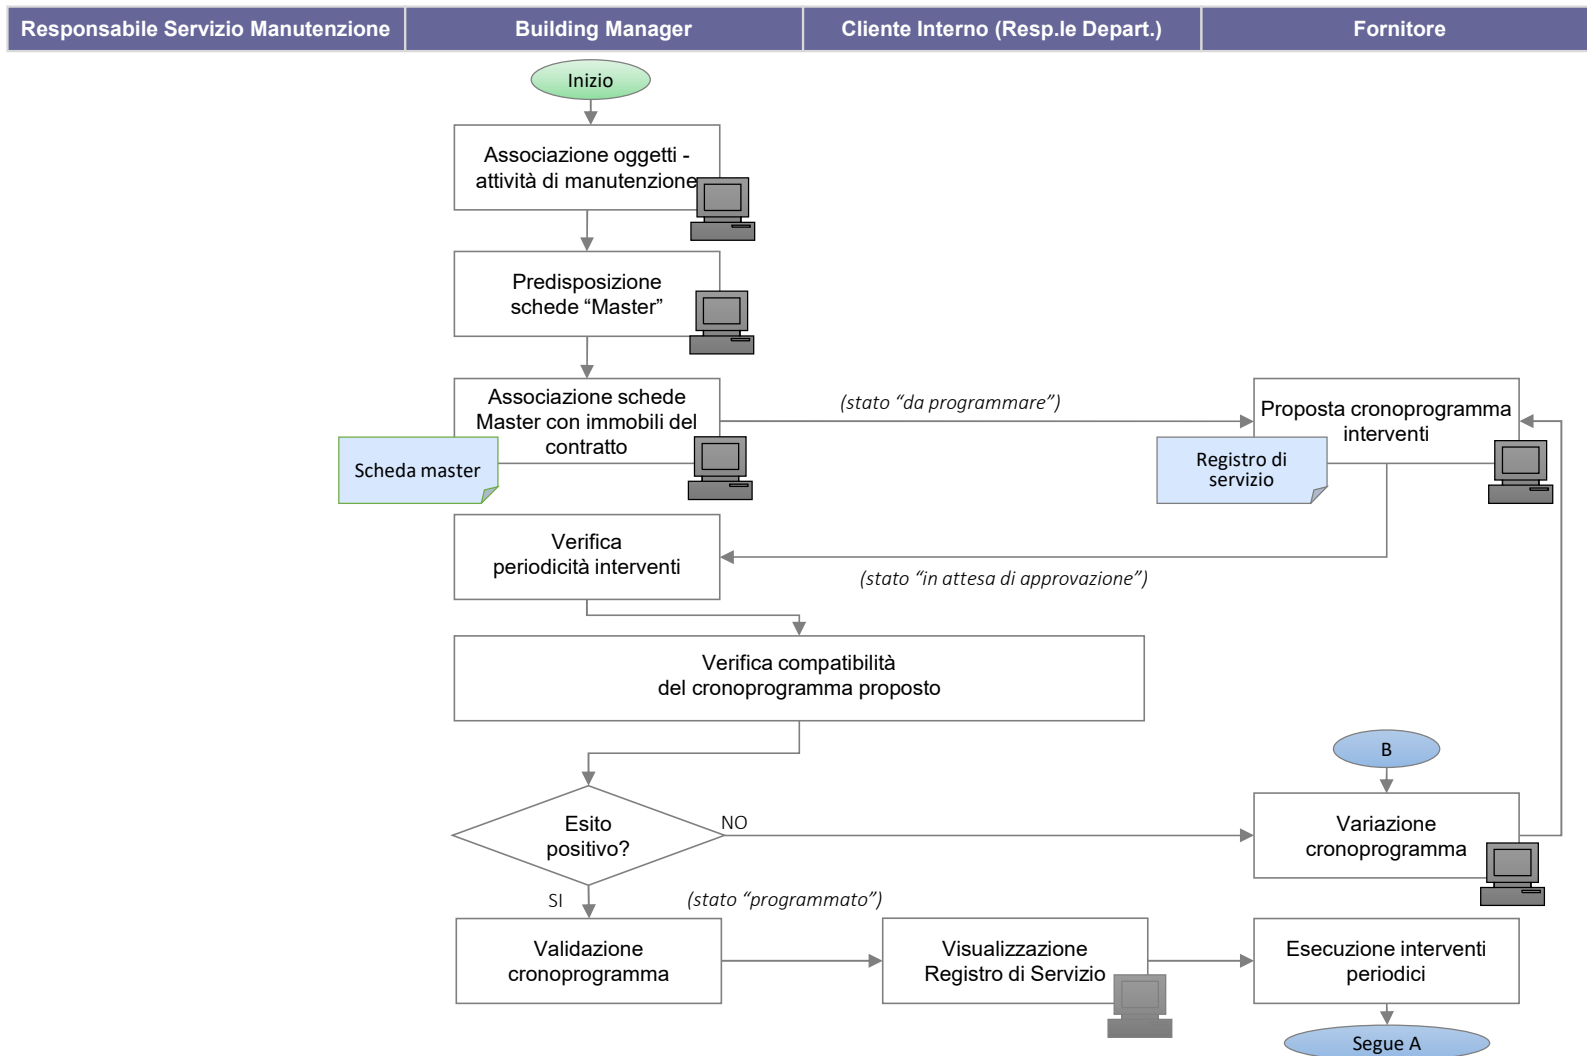 Responsabile Servizio Manutenzione
Building Manager
Cliente Interno (Resp.le Depart.)
Fornitore
Inizio
Associazione oggetti -
attività di manutenzione
Predisposizione
schede “Master”
Associazione schede
Master con immobili del
contratto
Scheda master
(stato “da programmare”)
Proposta cronoprogramma
interventi
Registro di
servizio
Verifica
periodicità interventi
(stato “in attesa di approvazione”)
Verifica compatibilità
del cronoprogramma proposto
B
Esito
positivo?
NO
Variazione
cronoprogramma
SI
(stato “programmato”)
Validazione
cronoprogramma
Visualizzazione
Registro di Servizio
Esecuzione interventi
periodici
Segue A